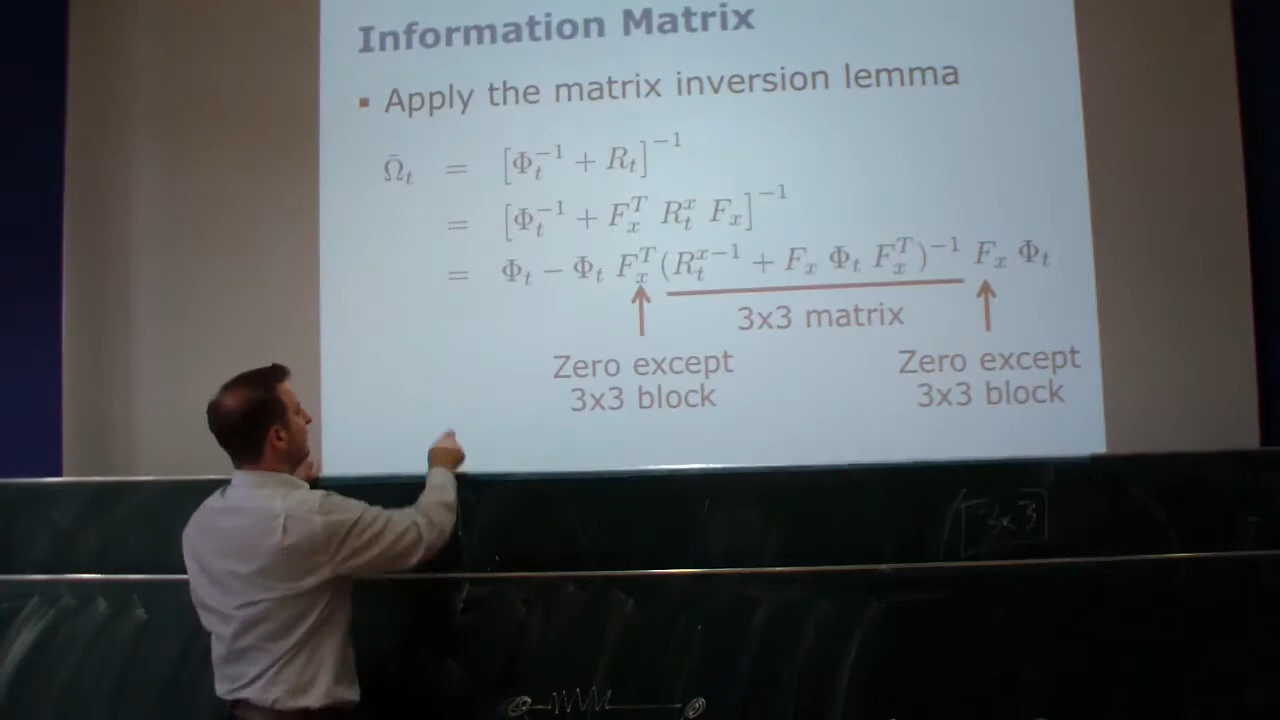 Information Matrix
▪ Apply the matrix inversion lemma
Ω̄ₜ = [Φₜ⁻¹ + Rₜ]⁻¹
= [Φₜ⁻¹ + Fₓᵀ Rₜˣ Fₓ]⁻¹
= Φₜ − Φₜ Fₓᵀ(Rₜˣ⁻¹ + Fₓ Φₜ Fₓᵀ)⁻¹ Fₓ Φₜ
3x3 matrix
Zero except Zero except
3x3 block 3x3 block
3x3